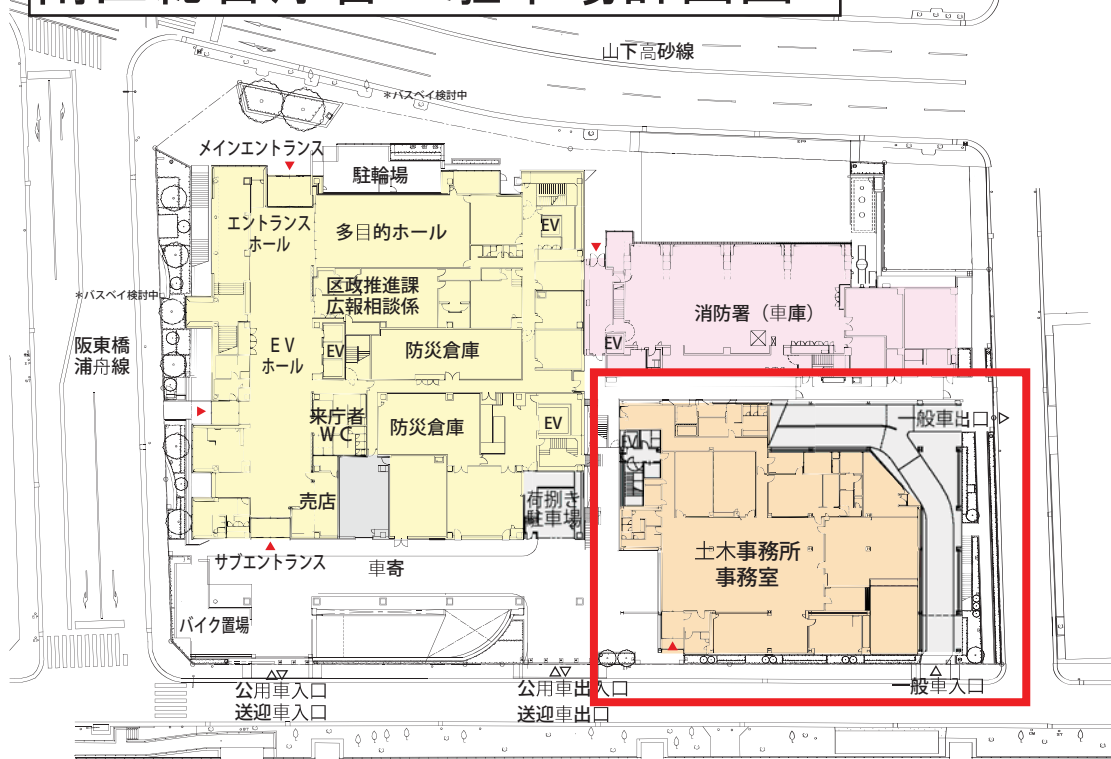 山下高砂線
*バスベイ検討中
メインエントランス
駐輪場
エントランス
ホール
多目的ホール
EV
区政推進課
広報相談係
*バスベイ検討中
消防署（車庫）
阪東橋
浦舟線
EV
ホール
EV
防災倉庫
EV
来庁者
WC
防災倉庫
EV
一般車出口
EV
売店
荷捌き
駐車場
土木事務所
事務室
サブエントランス
車寄
バイク置場
公用車入口
送迎車入口
公用車出入口
送迎車出口
一般車入口